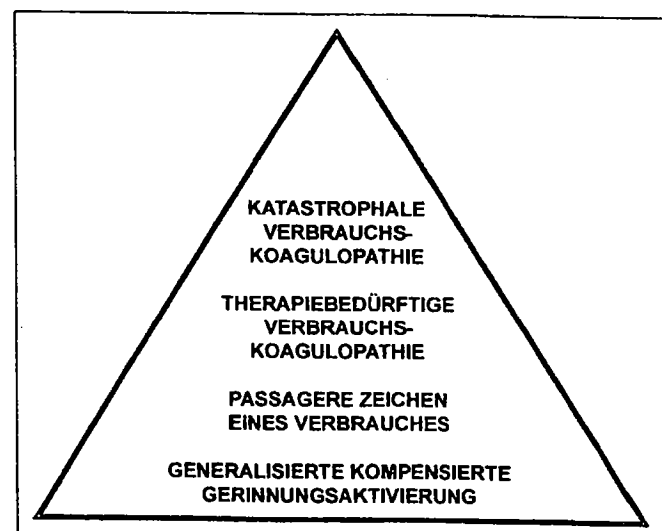 KATASTROPHALE
VERBRAUCHS-
KOAGULOPATHIE
THERAPIEBEDÜRFTIGE
VERBRAUCHS-
KOAGULOPATHIE
PASSAGERE ZEICHEN
EINES VERBRAUCHES
GENERALISIERTE KOMPENSIERTE
GERINNUNGSAKTIVIERUNG